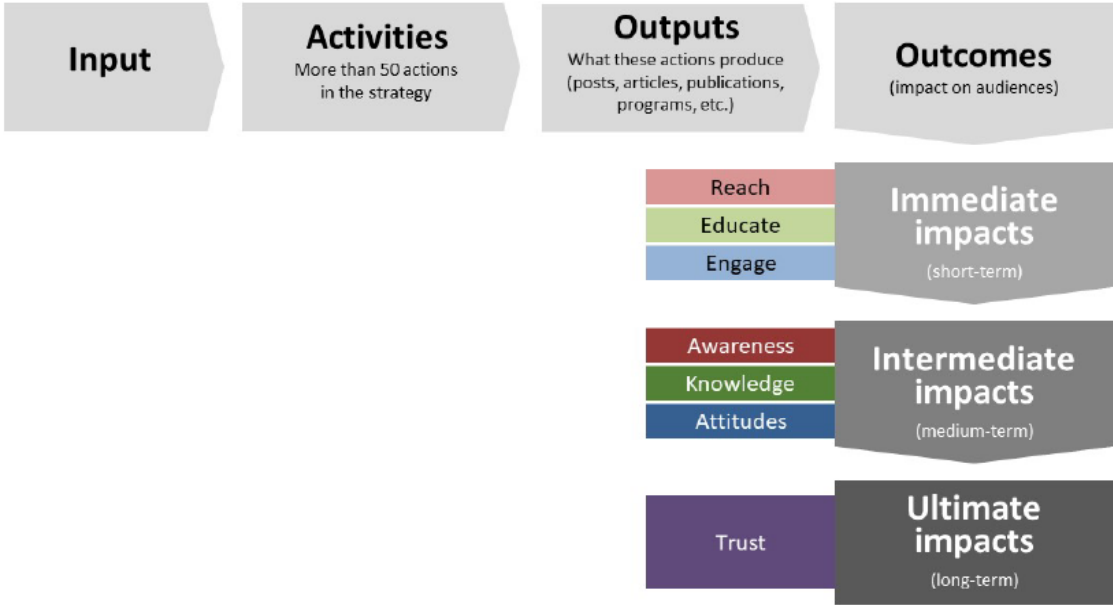 Input
Activities
More than 50 actions
in the strategy
Outputs
What these actions produce
(posts, articles, publications,
programs, etc.)
Outcomes
(impact on audiences)
Reach
Educate
Engage
Immediate
impacts
(short-term)
Awareness
Knowledge
Attitudes
Intermediate
impacts
(medium-term)
Trust
Ultimate
impacts
(long-term)